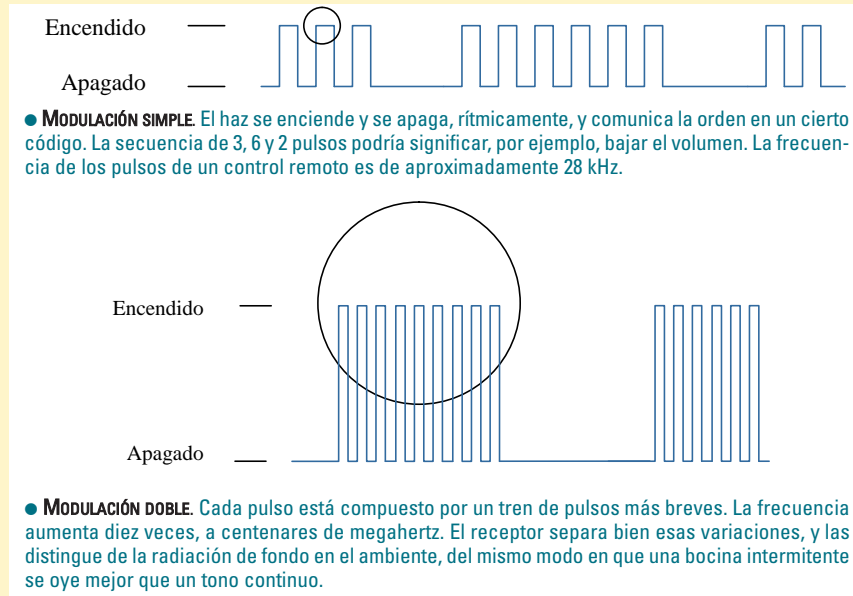 Encendido
Apagado
● MODULACIÓN SIMPLE. El haz se enciende y se apaga, rítmicamente, y comunica la orden en un cierto
código. La secuencia de 3, 6 y 2 pulsos podría significar, por ejemplo, bajar el volumen. La frecuen-
cia de los pulsos de un control remoto es de aproximadamente 28 kHz.
Encendido
Apagado
● MODULACIÓN DOBLE. Cada pulso está compuesto por un tren de pulsos más breves. La frecuencia
aumenta diez veces, a centenares de megahertz. El receptor separa bien esas variaciones, y las
distingue de la radiación de fondo en el ambiente, del mismo modo en que una bocina intermitente
se oye mejor que un tono continuo.